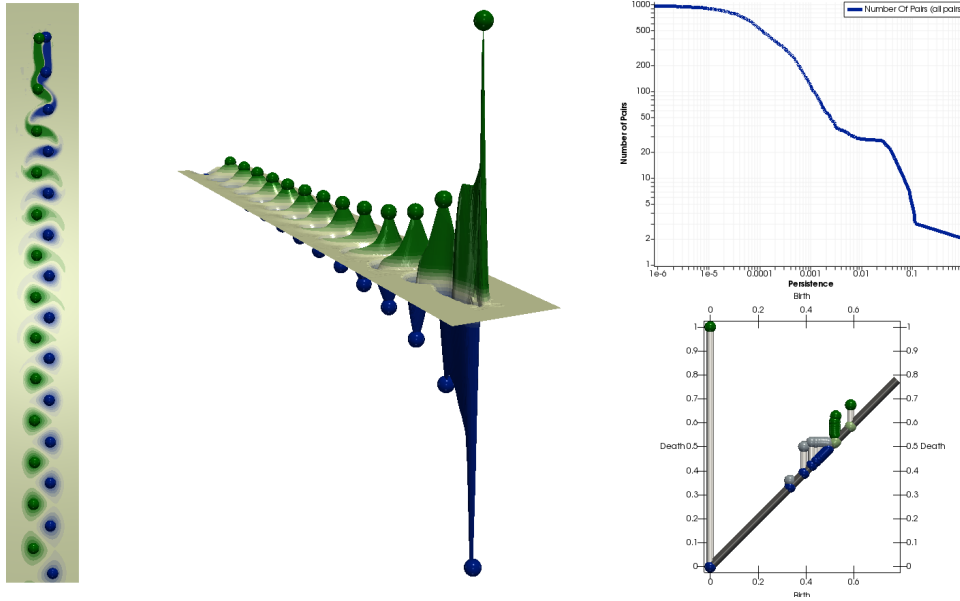 Number Of Pairs (all pairs
1000
500
200
100
50
20
10
5
2
1
Number of Pairs
1e-6 1e-5 0.0001 0.001 0.01 0.1
Persistence
Birth
0 0.2 0.4 0.6
1 1
0.9 0.9
0.8 0.8
0.7 0.7
0.6 0.6
Death 0.5 0.5 Death
0.4 0.4
0.3 0.3
0.2 0.2
0.1 0.1
0 0
0 0.2 0.4 0.6
Birth